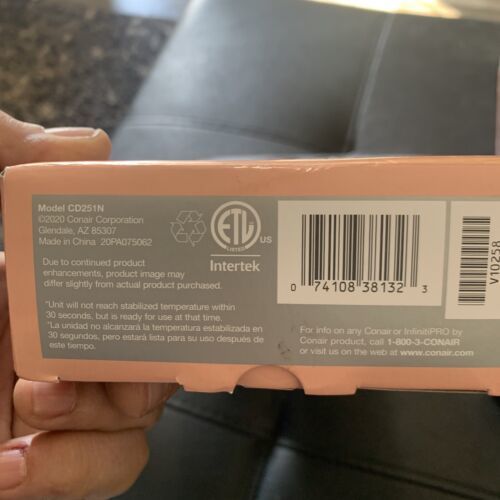 Model CD251N
©2020 Conair Corporation
Glendale, AZ 85307
Made in China 20PA075062
Due to continued product
enhancements, product image may
differ slightly from actual product purchased.
*Unit will not reach stabilized temperature within
30 seconds, but is ready for use at that time.
*La unidad no alcanzará la temperatura estabilizada en
30 segundos, pero estará lista para su uso después de
este tiempo.
ETL
LISTED
US
Intertek
0 74108 38132 3
For info on any Conair or InfinitiPRO by
Conair product, call 1-800-3-CONAIR
or visit us on the web at www.conair.com
V10258